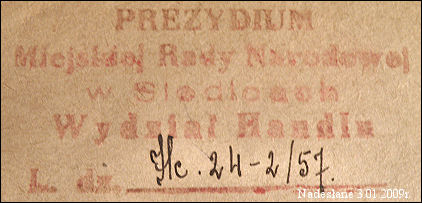 PREZYDIUM
Miejskiej Rady Narodowej
w Siedlcach
Wydział Handlu
L. dz. Hc. 24-2/57.
Nadesłane 3.01.2009r.